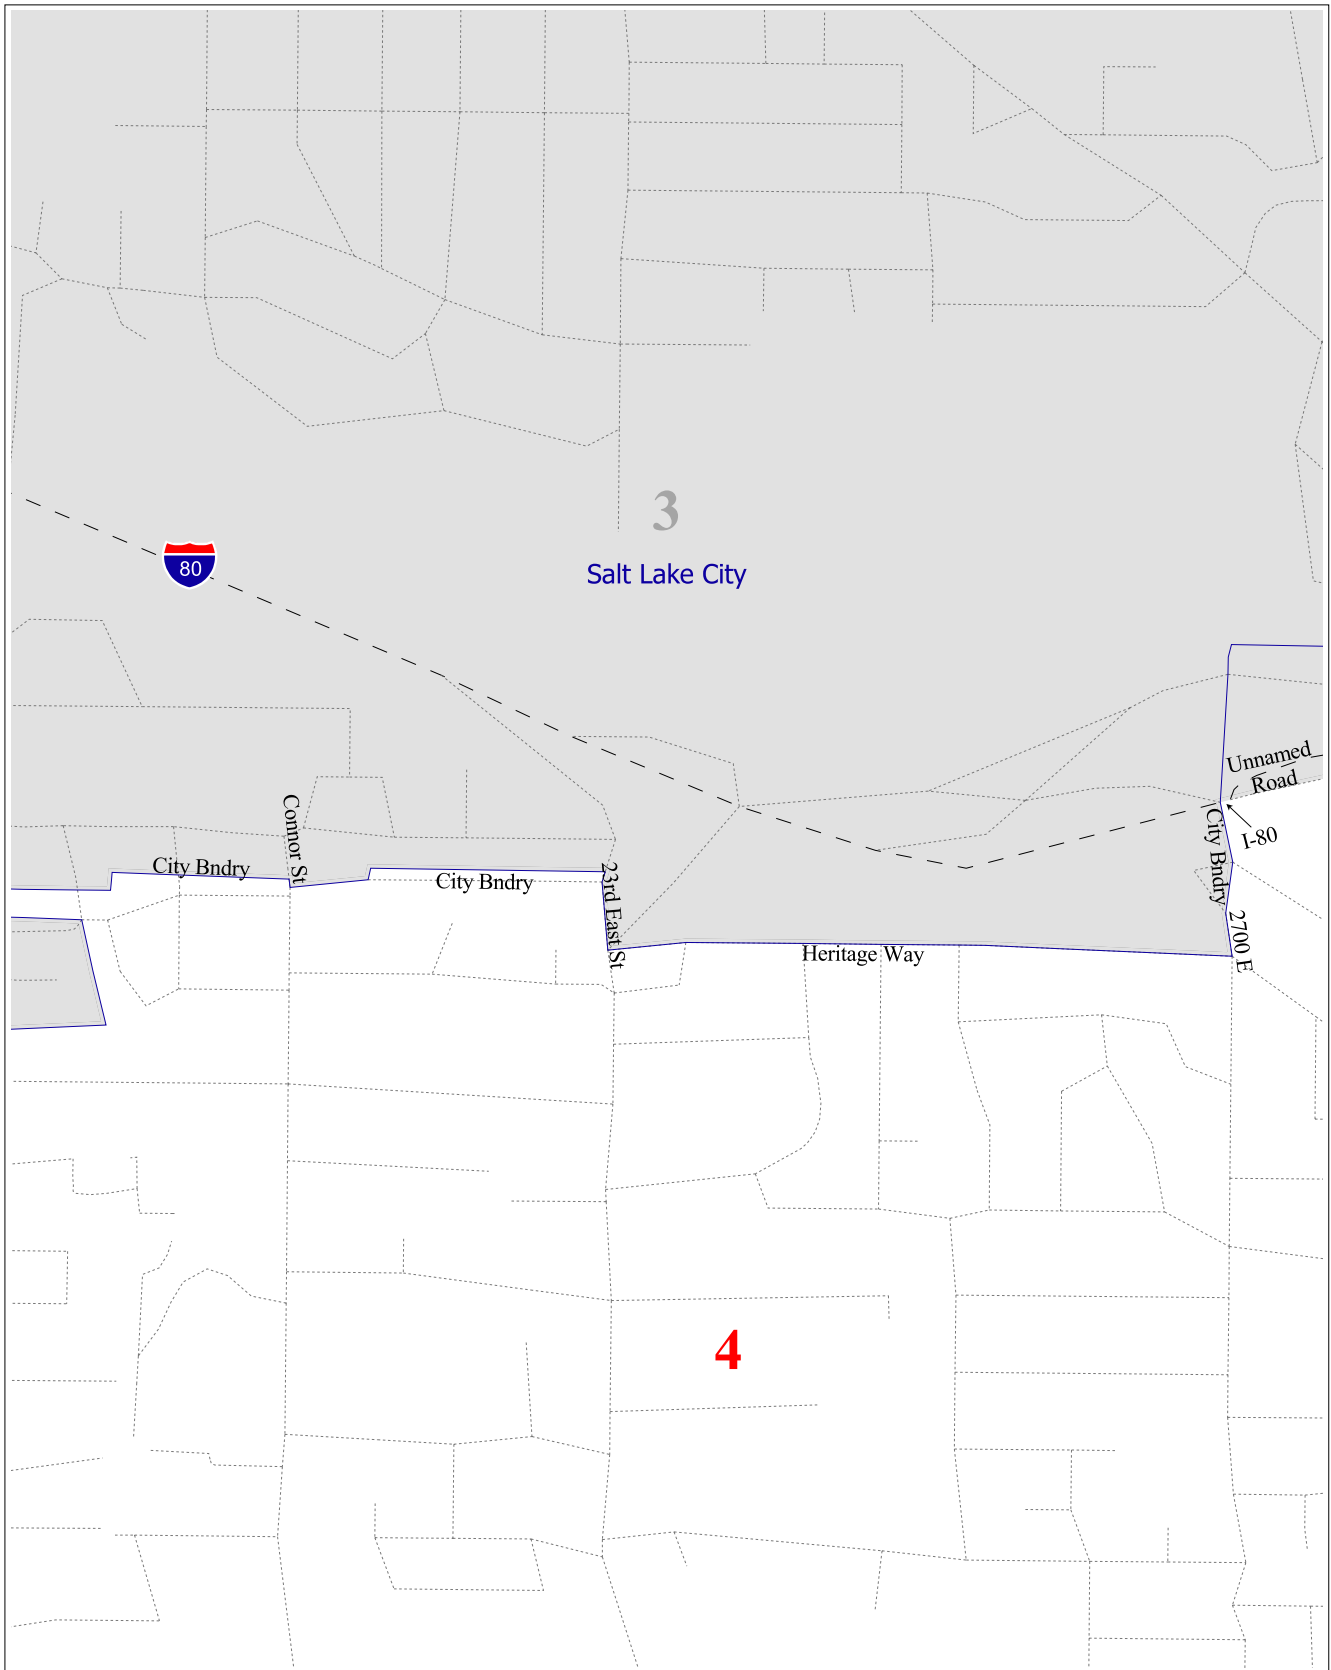 3
Salt Lake City
80
Unnamed
Road
I-80
City Bndry
Connor St
City Bndry
City Bndry
23rd East St
2700 E
Heritage Way
4